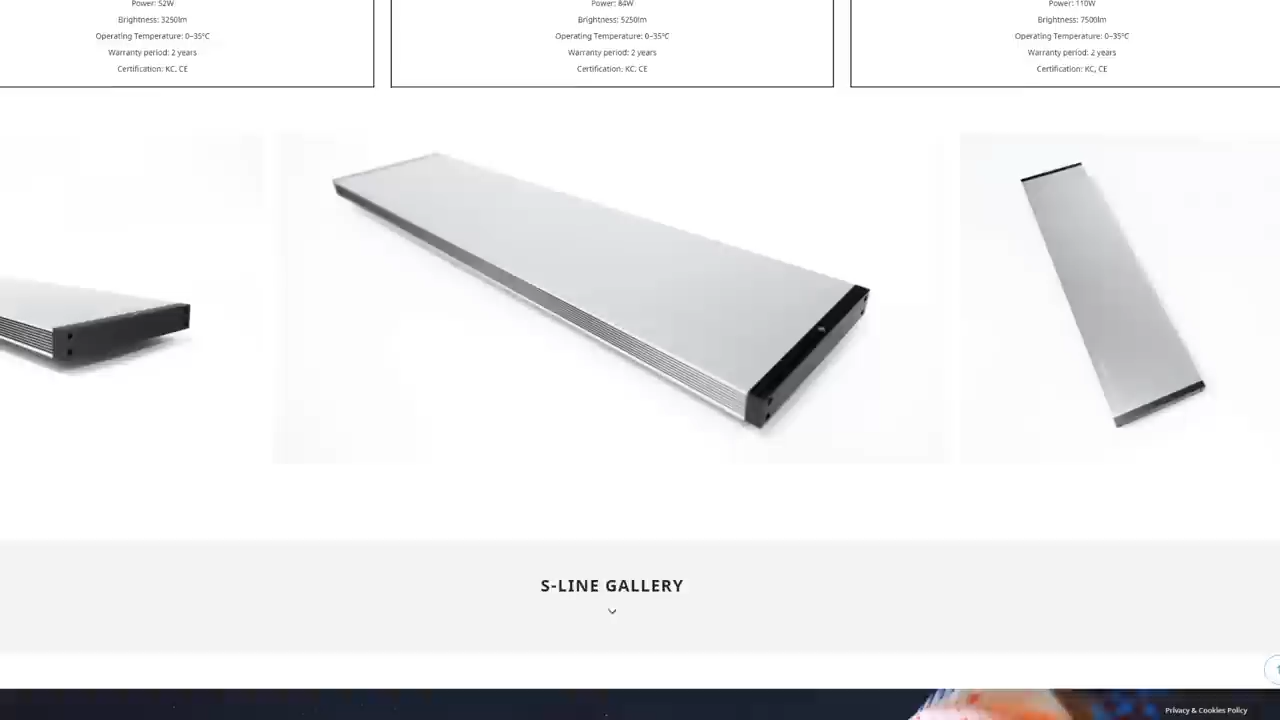 Power: 52W
Brightness: 3250lm
Operating Temperature: 0~35℃
Warranty period: 2 years
Certification: KC, CE
Power: 84W
Brightness: 5250lm
Operating Temperature: 0~35℃
Warranty period: 2 years
Certification: KC, CE
Power: 110W
Brightness: 7500lm
Operating Temperature: 0~35℃
Warranty period: 2 years
Certification: KC, CE
S-LINE GALLERY
Privacy & Cookies Policy